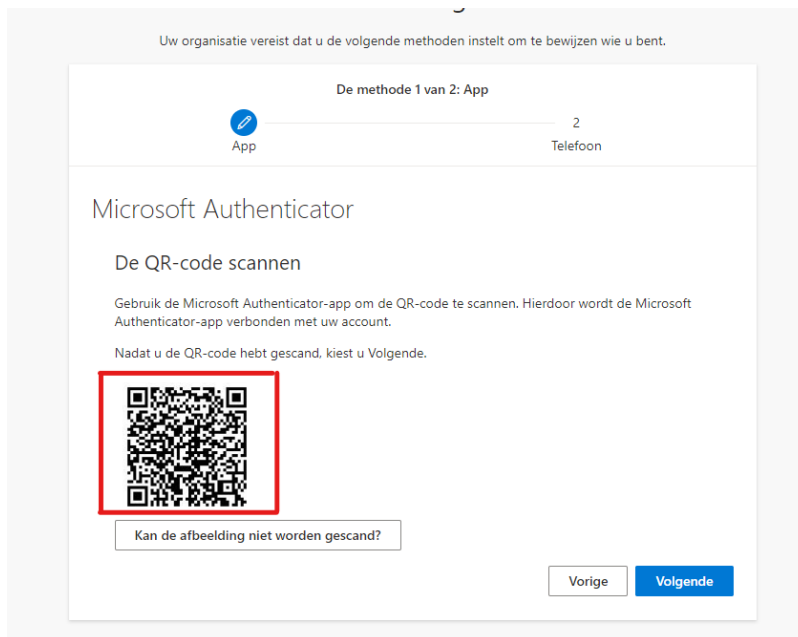 Uw organisatie vereist dat u de volgende methoden instelt om te bewijzen wie u bent.
De methode 1 van 2: App
2
App
Telefoon
Microsoft Authenticator
De QR-code scannen
Gebruik de Microsoft Authenticator-app om de QR-code te scannen. Hierdoor wordt de Microsoft
Authenticator-app verbonden met uw account.
Nadat u de QR-code hebt gescand, kiest u Volgende.
Kan de afbeelding niet worden gescand?
Vorige
Volgende